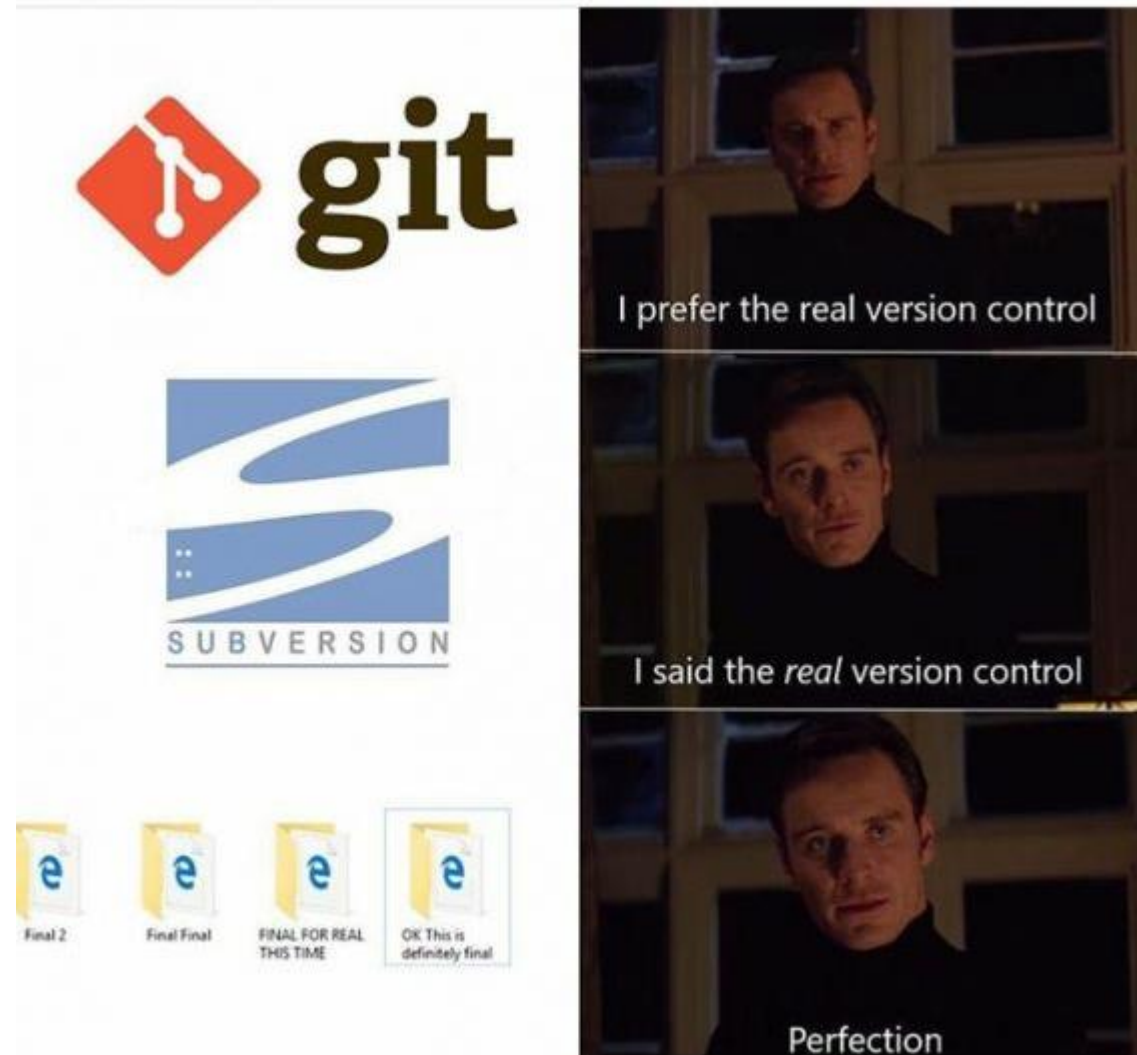 git
I prefer the real version control
SUBVERSION
I said the real version control
Final 2
Final Final
FINAL FOR REAL
THIS TIME
OK This is
definitely final
Perfection